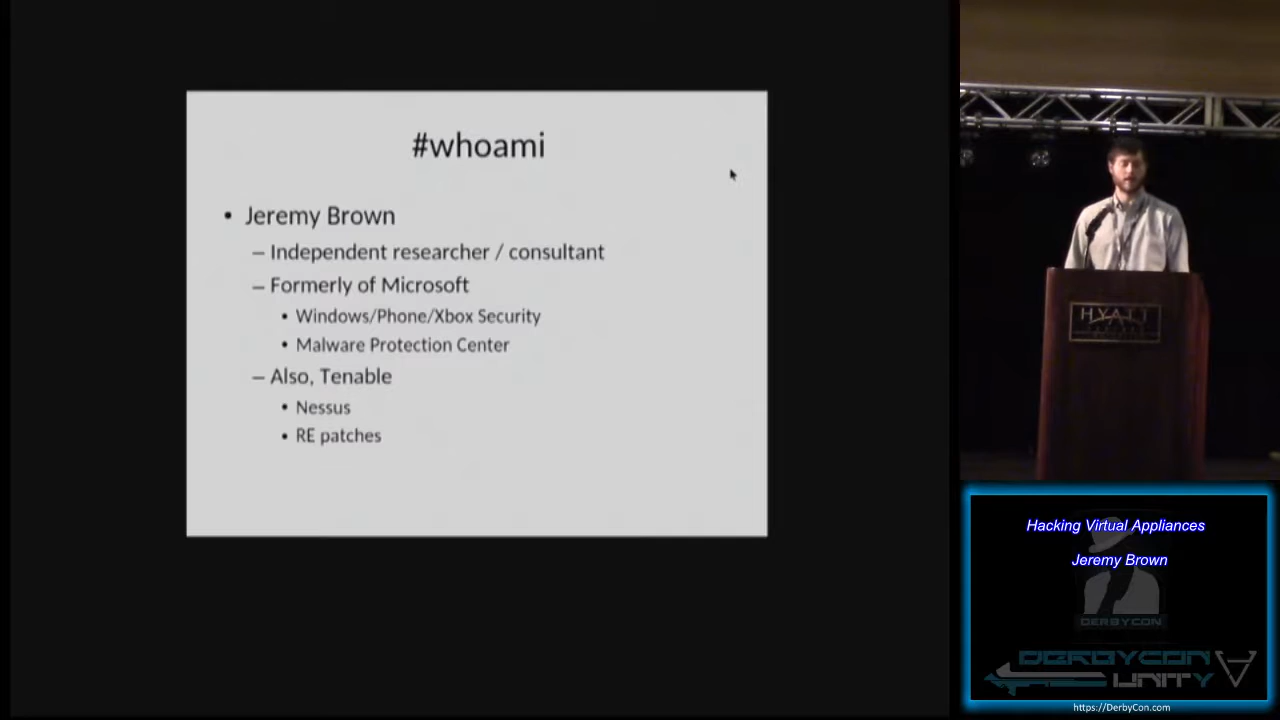 #whoami
• Jeremy Brown
– Independent researcher / consultant
– Formerly of Microsoft
• Windows/Phone/Xbox Security
• Malware Protection Center
– Also, Tenable
• Nessus
• RE patches
HYATT
Hacking Virtual Appliances
Jeremy Brown
DERBYCON
DERBYCON
UNITY
https://DerbyCon.com